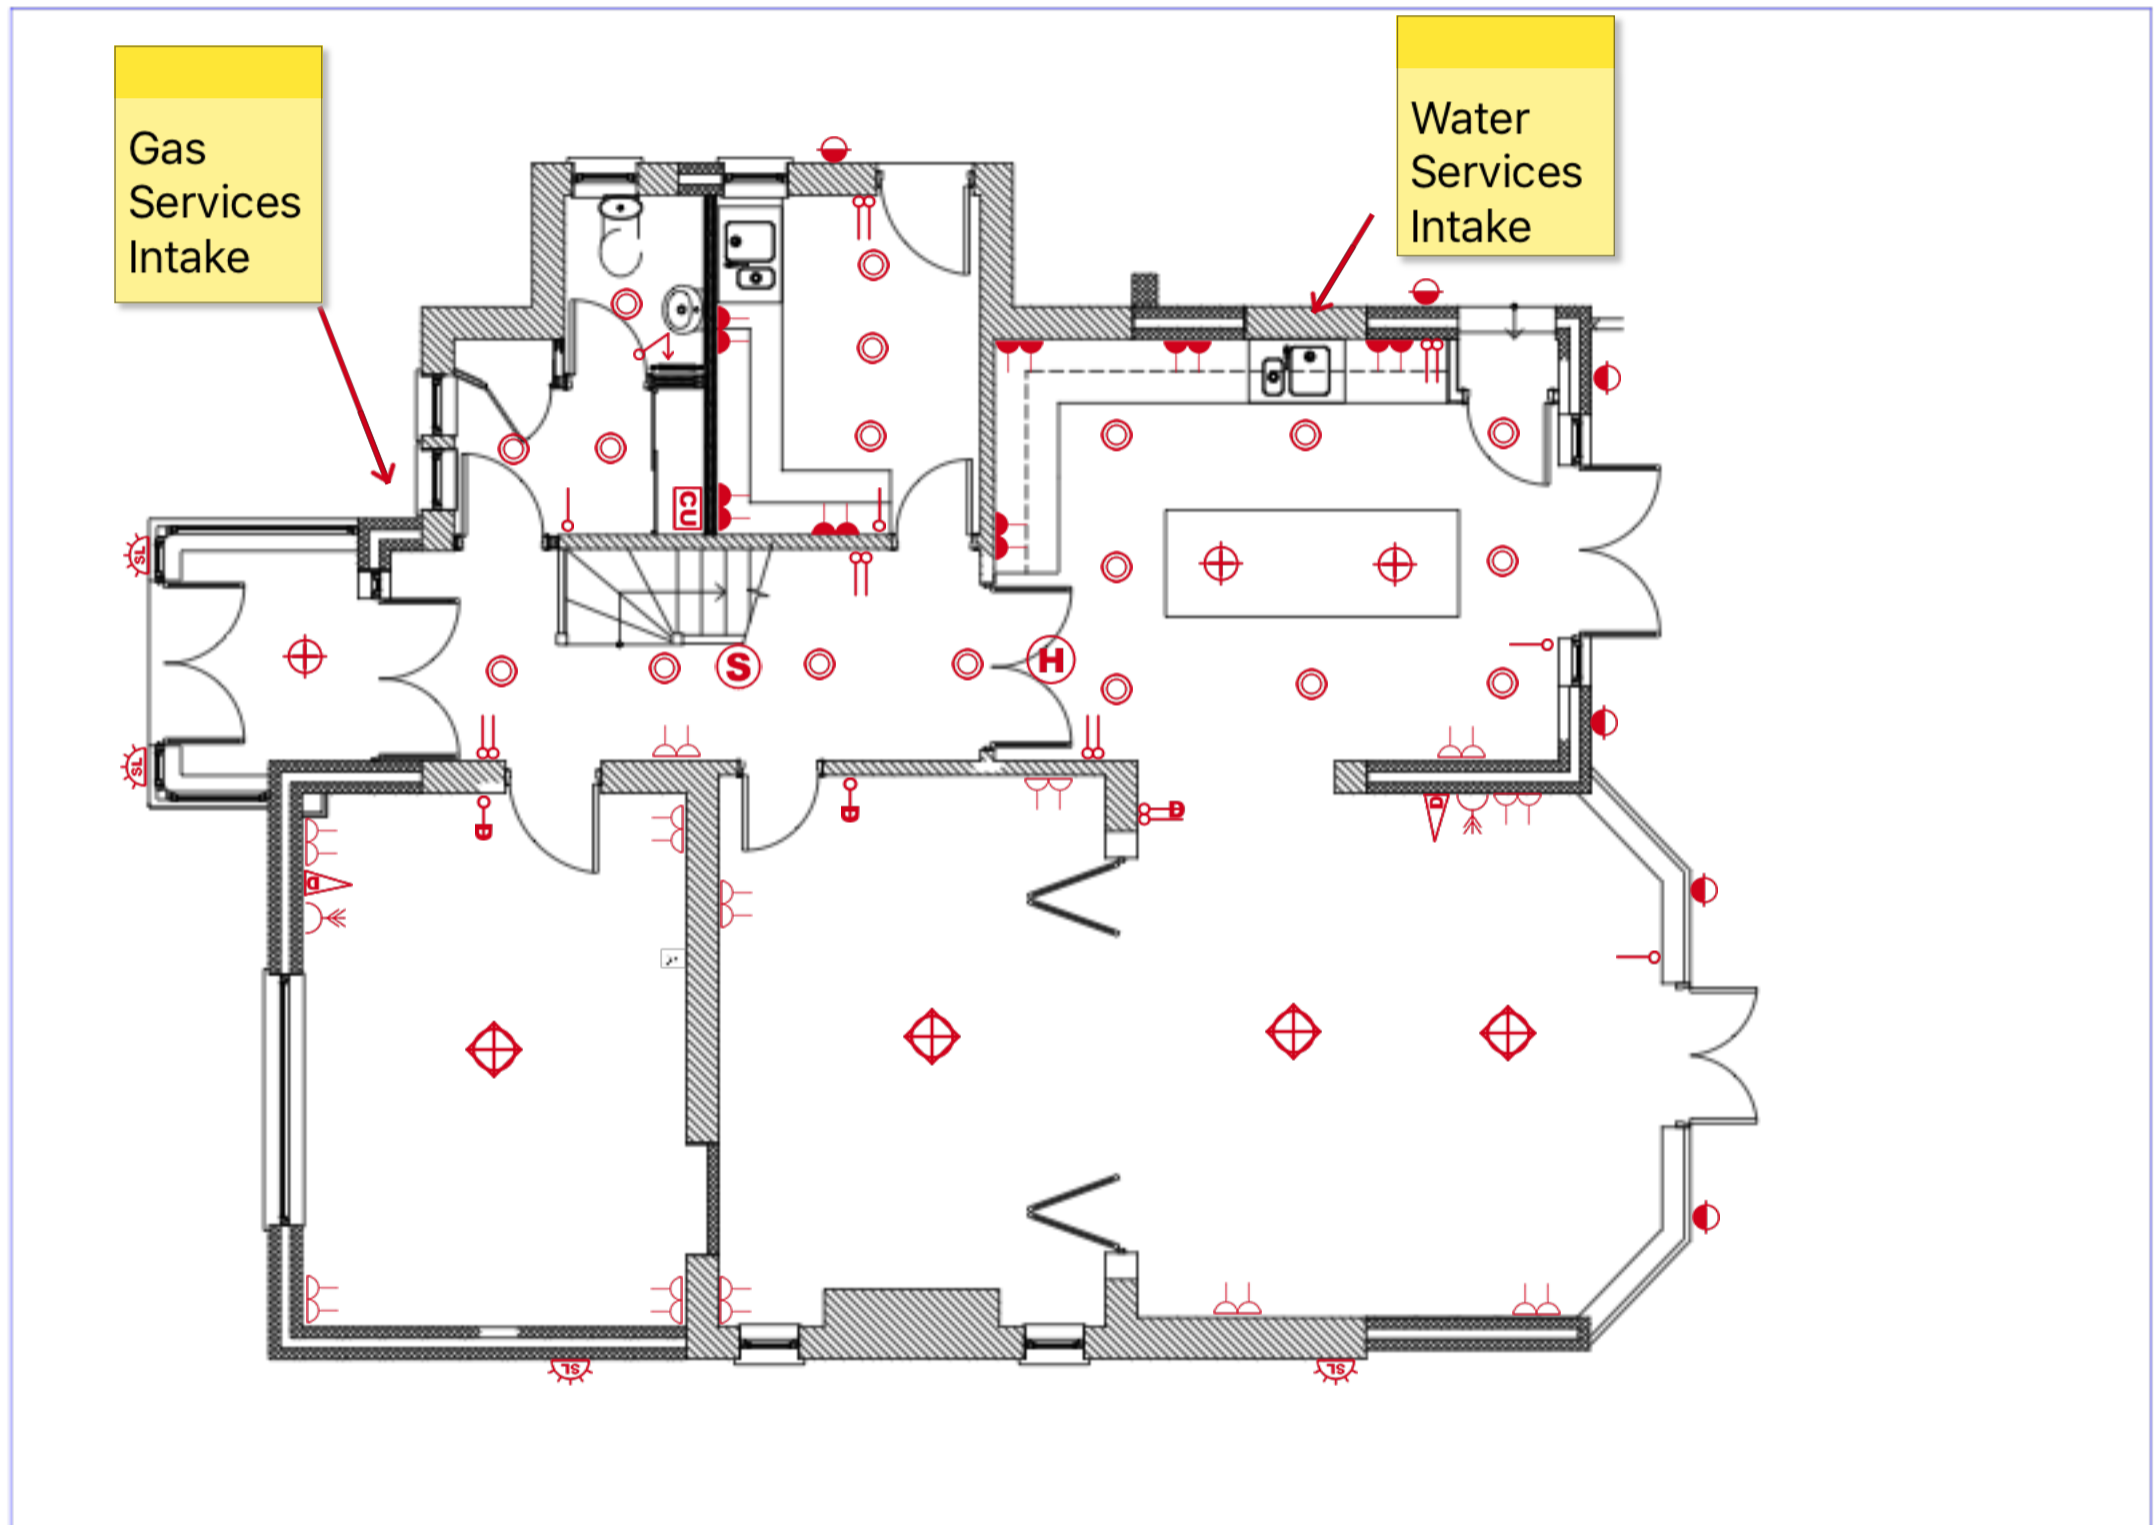 Gas
Services
Intake
Water
Services
Intake
CU
SL
S
H
SL
D
D
D
D
D
SL
SL